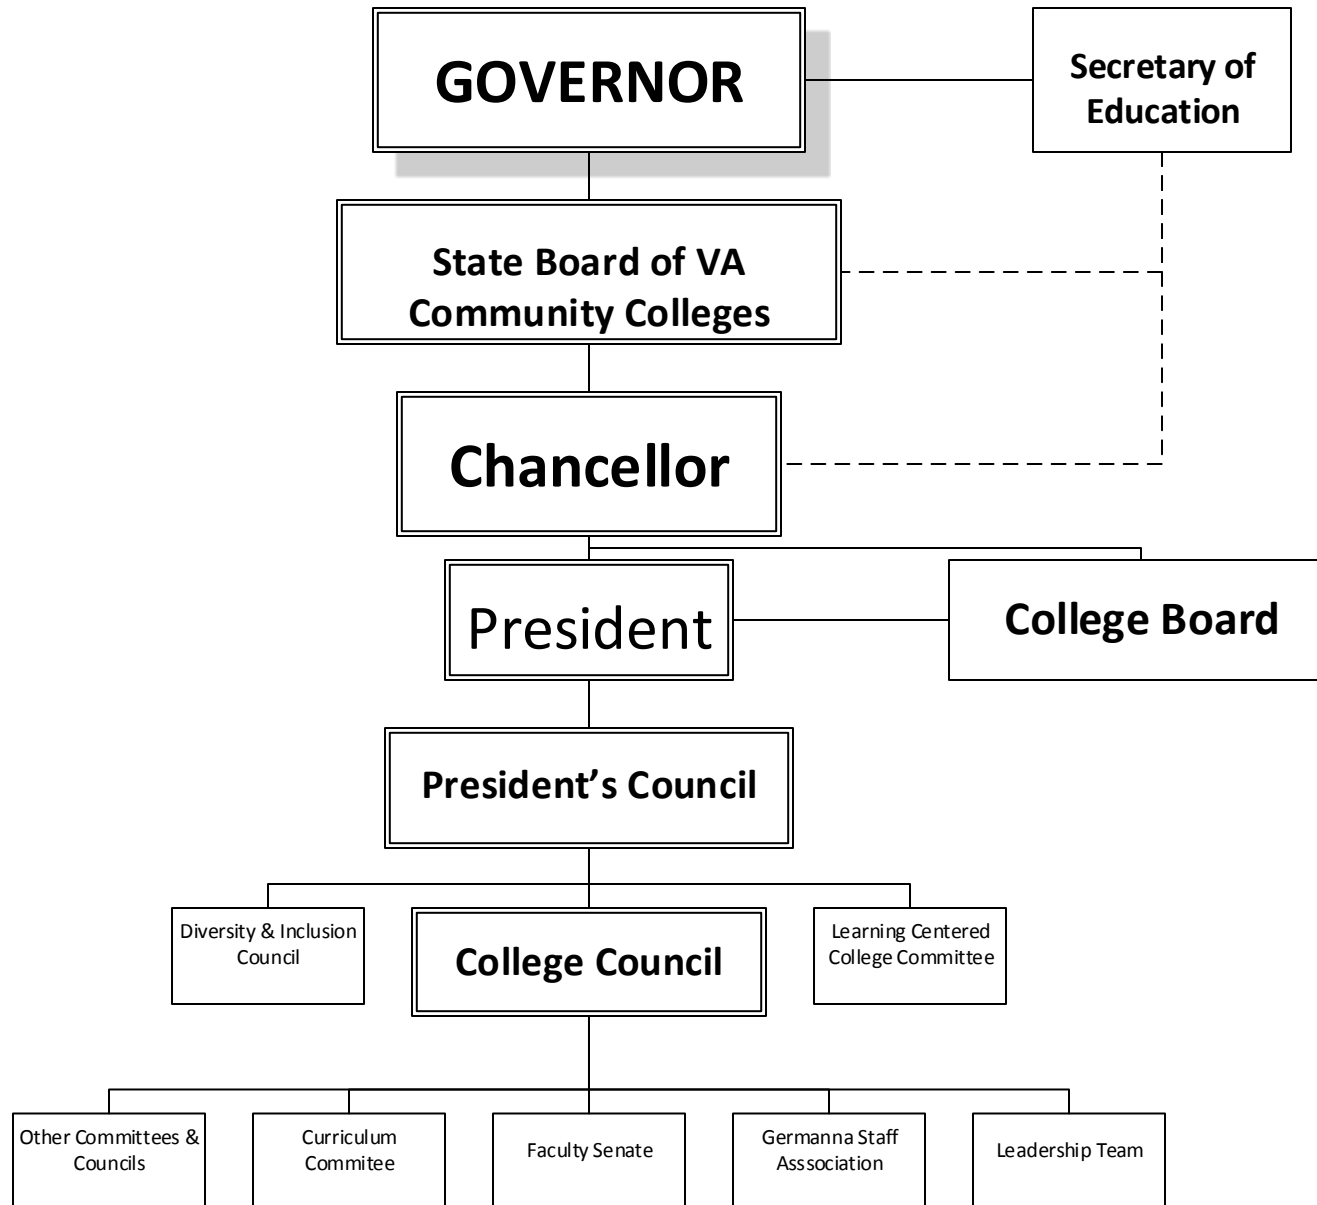 GOVERNOR
Secretary of
Education
State Board of VA
Community Colleges
Chancellor
President
College Board
President’s Council
Diversity & Inclusion
Council
College Council
Learning Centered
College Committee
Other Committees &
Councils
Curriculum
Commitee
Faculty Senate
Germanna Staff
Asssociation
Leadership Team